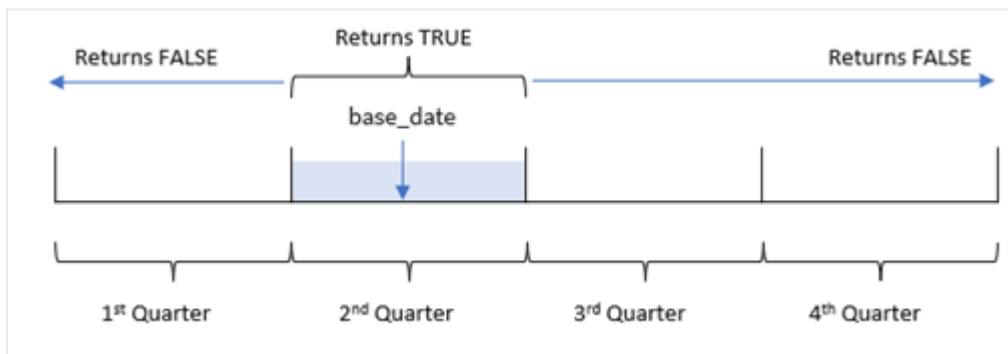 Returns TRUE
Returns FALSE
Returns FALSE
base_date
1st Quarter
2nd Quarter
3rd Quarter
4th Quarter